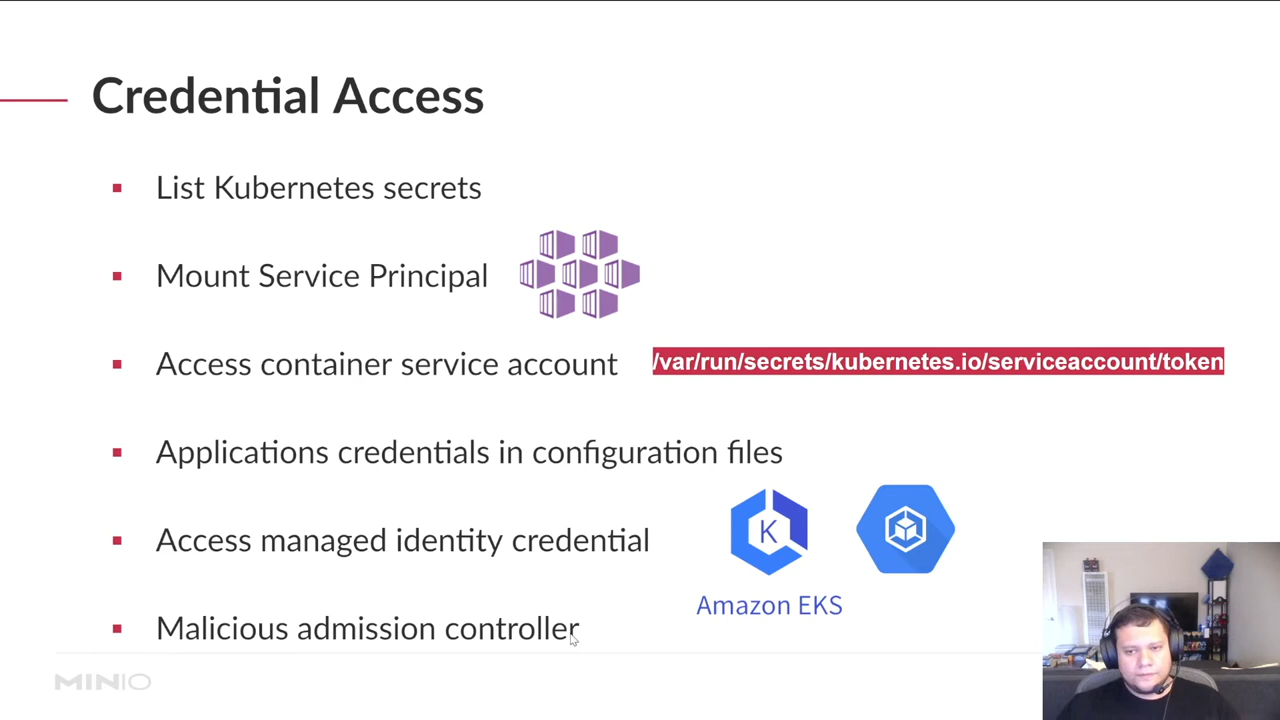 Credential Access
List Kubernetes secrets
Mount Service Principal
Access container service account
/var/run/secrets/kubernetes.io/serviceaccount/token
Applications credentials in configuration files
Access managed identity credential
K
Amazon EKS
Malicious admission controller
MINIO